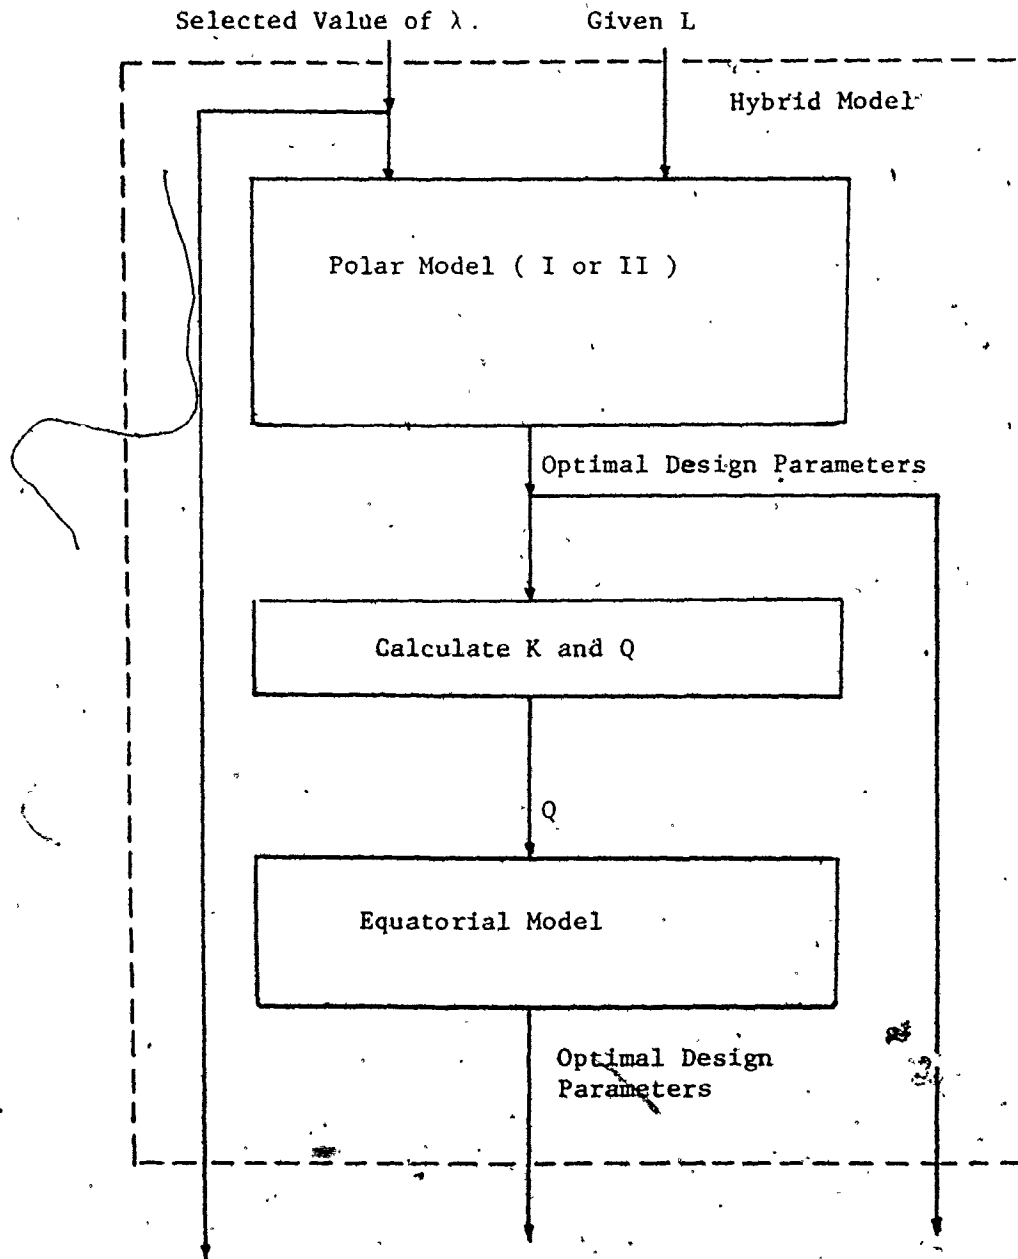 Selected Value of λ.
Given L
Hybrid Model
Polar Model ( I or II )
Optimal Design Parameters
Calculate K and Q
Q
Equatorial Model
Optimal Design
Parameters